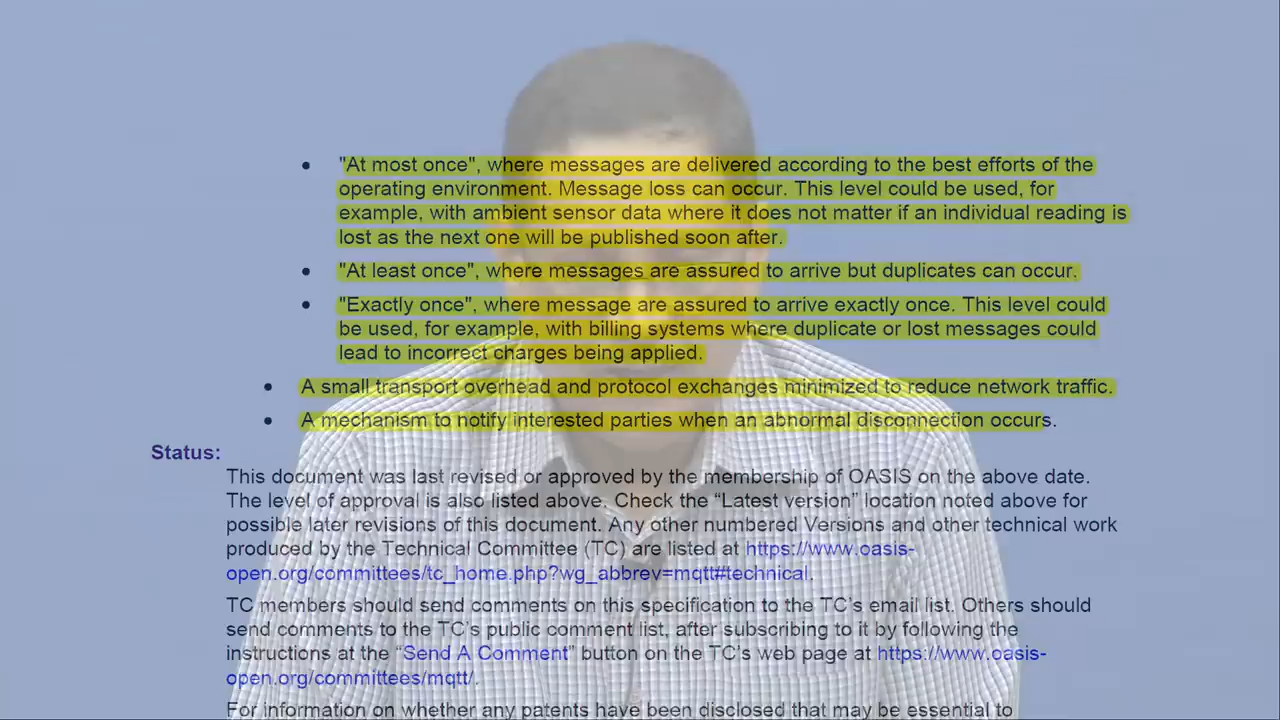 • "At most once", where messages are delivered according to the best efforts of the
operating environment. Message loss can occur. This level could be used, for
example, with ambient sensor data where it does not matter if an individual reading is
lost as the next one will be published soon after.
• "At least once", where messages are assured to arrive but duplicates can occur.
• "Exactly once", where message are assured to arrive exactly once. This level could
be used, for example, with billing systems where duplicate or lost messages could
lead to incorrect charges being applied.
• A small transport overhead and protocol exchanges minimized to reduce network traffic.
• A mechanism to notify interested parties when an abnormal disconnection occurs.
Status:
This document was last revised or approved by the membership of OASIS on the above date.
The level of approval is also listed above. Check the “Latest version” location noted above for
possible later revisions of this document. Any other numbered Versions and other technical work
produced by the Technical Committee (TC) are listed at https://www.oasis-
open.org/committees/tc_home.php?wg_abbrev=mqtt#technical.
TC members should send comments on this specification to the TC’s email list. Others should
send comments to the TC’s public comment list, after subscribing to it by following the
instructions at the “Send A Comment” button on the TC’s web page at https://www.oasis-
open.org/committees/mqtt/.
For information on whether any patents have been disclosed that may be essential to